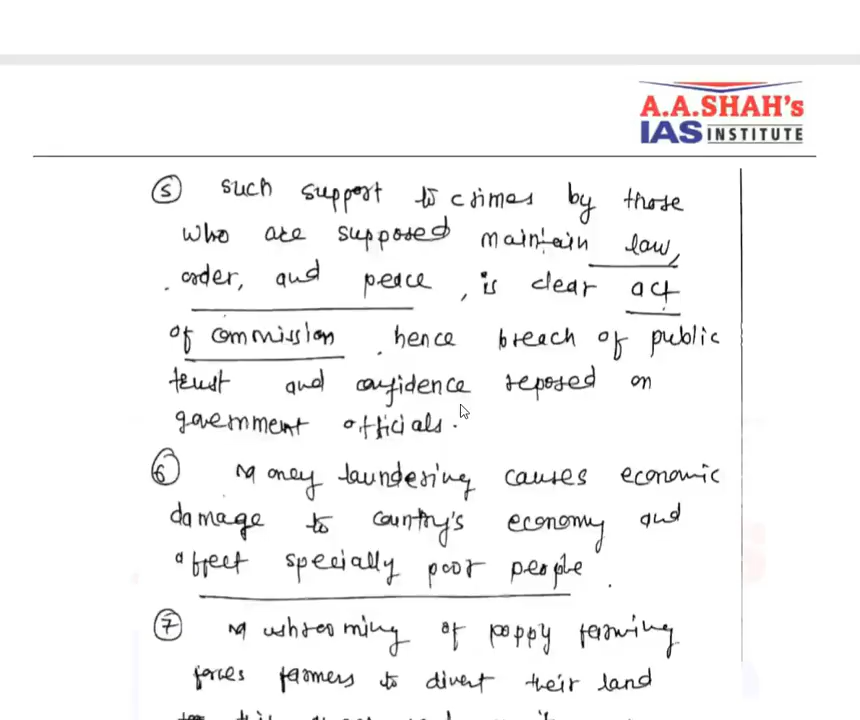 A.A.SHAH's
IAS INSTITUTE
5 such support to crimes by those
who are supposed maintain law,
order, and peace, is clear act
of commission. hence breach of public
trust and confidence reposed on
government officials.
6 Money laundering causes economic
damage to country's economy and
affect specially poor people.
7 Mushrooming of poppy farming
forces farmers to divert their land